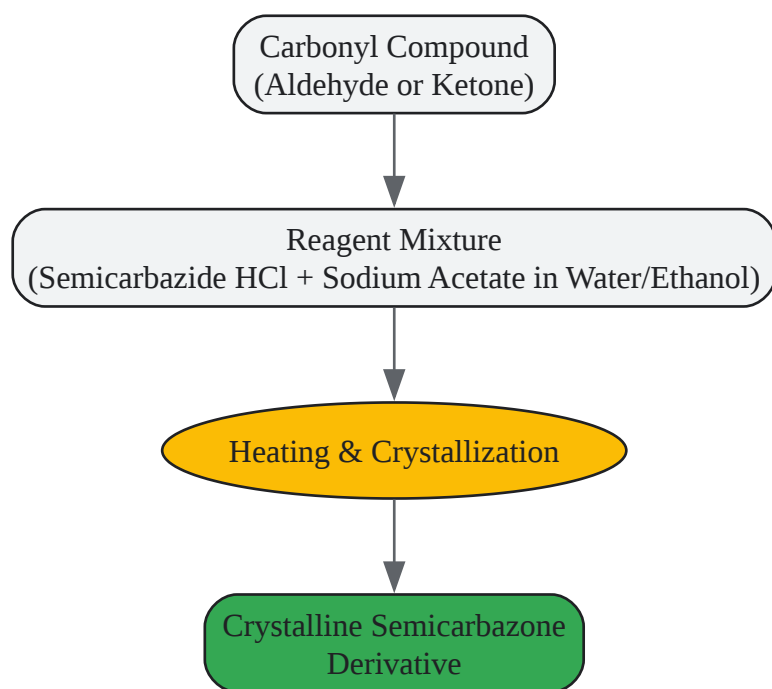 Carbonyl Compound
(Aldehyde or Ketone)
Reagent Mixture
(Semicarbazide HCl + Sodium Acetate in Water/Ethanol)
Heating & Crystallization
Crystalline Semicarbazone
Derivative